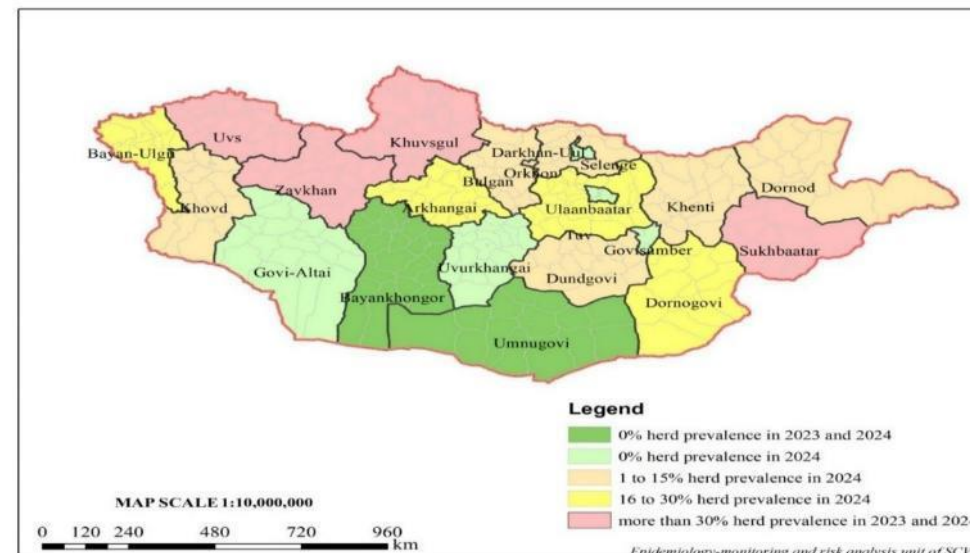 Uvs
Khuvsgul
Bayan-Ulgii
Darkhan-Uul
Selenge
Orkhon
Zavkhan
Bulgan
Dornod
Khovd
Arkhangai
Ulaanbaatar
Khenti
Tuv
Govisumber
Sukhbaatar
Govi-Altai
Uvurkhangai
Dundgovi
Bayankhongor
Dornogovi
Umnugovi
Legend
0% herd prevalence in 2023 and 2024
0% herd prevalence in 2024
1 to 15% herd prevalence in 2024
16 to 30% herd prevalence in 2024
more than 30% herd prevalence in 2023 and 202
MAP SCALE 1:10,000,000
0 120 240 480 720 960
km
Epidemiology-monitoring and risk analysis unit of SCV